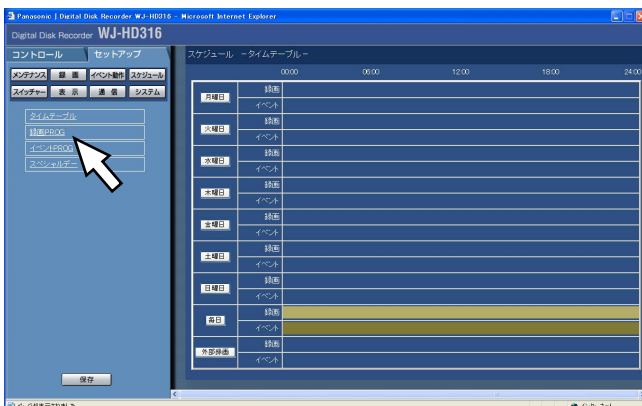 Panasonic | Digital Disk Recorder WJ-HD316 - Microsoft Internet Explorer
Digital Disk Recorder WJ-HD316
コントロール セットアップ
スケジュール －タイムテーブル－
メンテナンス 録 画 イベント動作 スケジュール
スイッチャー 表 示 通 信 システム
タイムテーブル
録画PROG
イベントPROG
スペシャルデー
00:00 06:00 12:00 18:00 24:00
月曜日 録画
イベント
火曜日 録画
イベント
水曜日 録画
イベント
木曜日 録画
イベント
金曜日 録画
イベント
土曜日 録画
イベント
日曜日 録画
イベント
毎日 録画
イベント
外部録画 録画
イベント
保存